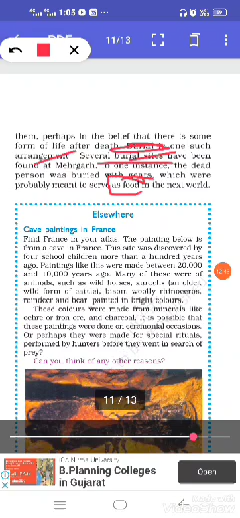 1:05
11/13
them, perhaps in the belief that there is some
form of life after death. Burial is one such
arrangement. Several burial sites have been
found at Mehrgarh. In one instance, the dead
person was buried with goats, which were
probably meant to serve as food in the next world.
Elsewhere
Cave paintings in France
Find France in your atlas. The painting below is
from a cave in France. This site was discovered by
four school children more than a hundred years
ago. Paintings like this were made between 20,000
and 10,000 years ago. Many of these were of
animals, such as wild horses, aurochs (an older,
wild form of cattle), bison, woolly rhinoceros,
reindeer and bear, painted in bright colours.
These colours were made from minerals like
ochre or iron ore, and charcoal. It is possible that
these paintings were done on ceremonial occasions.
Or perhaps they were made for special rituals,
performed by hunters before they went in search of
prey?
Can you think of any other reasons?
11 / 13
B.Planning Colleges
in Gujarat
Open
Recorded with